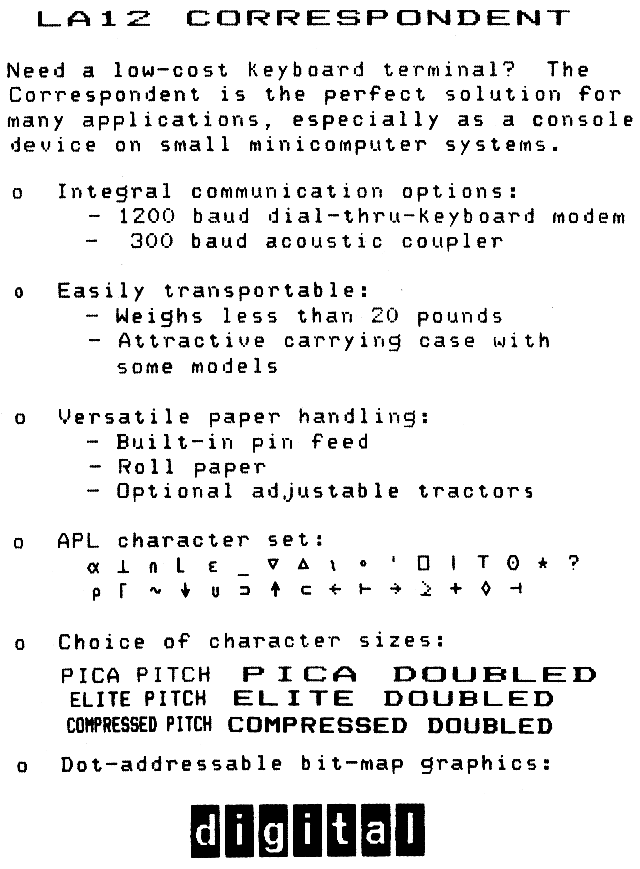 LA12 CORRESPONDENT
Need a low-cost Keyboard terminal? The
Correspondent is the perfect solution for
many applications, especially as a console
device on small minicomputer systems.
o Integral communication options:
- 1200 baud dial-thru-Keyboard modem
- 300 baud acoustic coupler
o Easily transportable:
- Weighs less than 20 pounds
- Attractive carrying case with
some models
o Versatile paper handling:
- Built-in pin feed
- Roll paper
- Optional adjustable tractors
o APL character set:
⍺ ⊥ ∩ ⌊ ∊ _ ∇ ∆ ⍳ ∘ ' ⎕ ∣ ⊤ ○ * ?
⍴ ⌈ ∼ ↓ ∪ ⊃ ↑ ⊂ ← ⊢ → ≥ + ⋄ ⊣
o Choice of character sizes:
PICA PITCH PICA DOUBLED
ELITE PITCH ELITE DOUBLED
COMPRESSED PITCH COMPRESSED DOUBLED
o Dot-addressable bit-map graphics:
digital